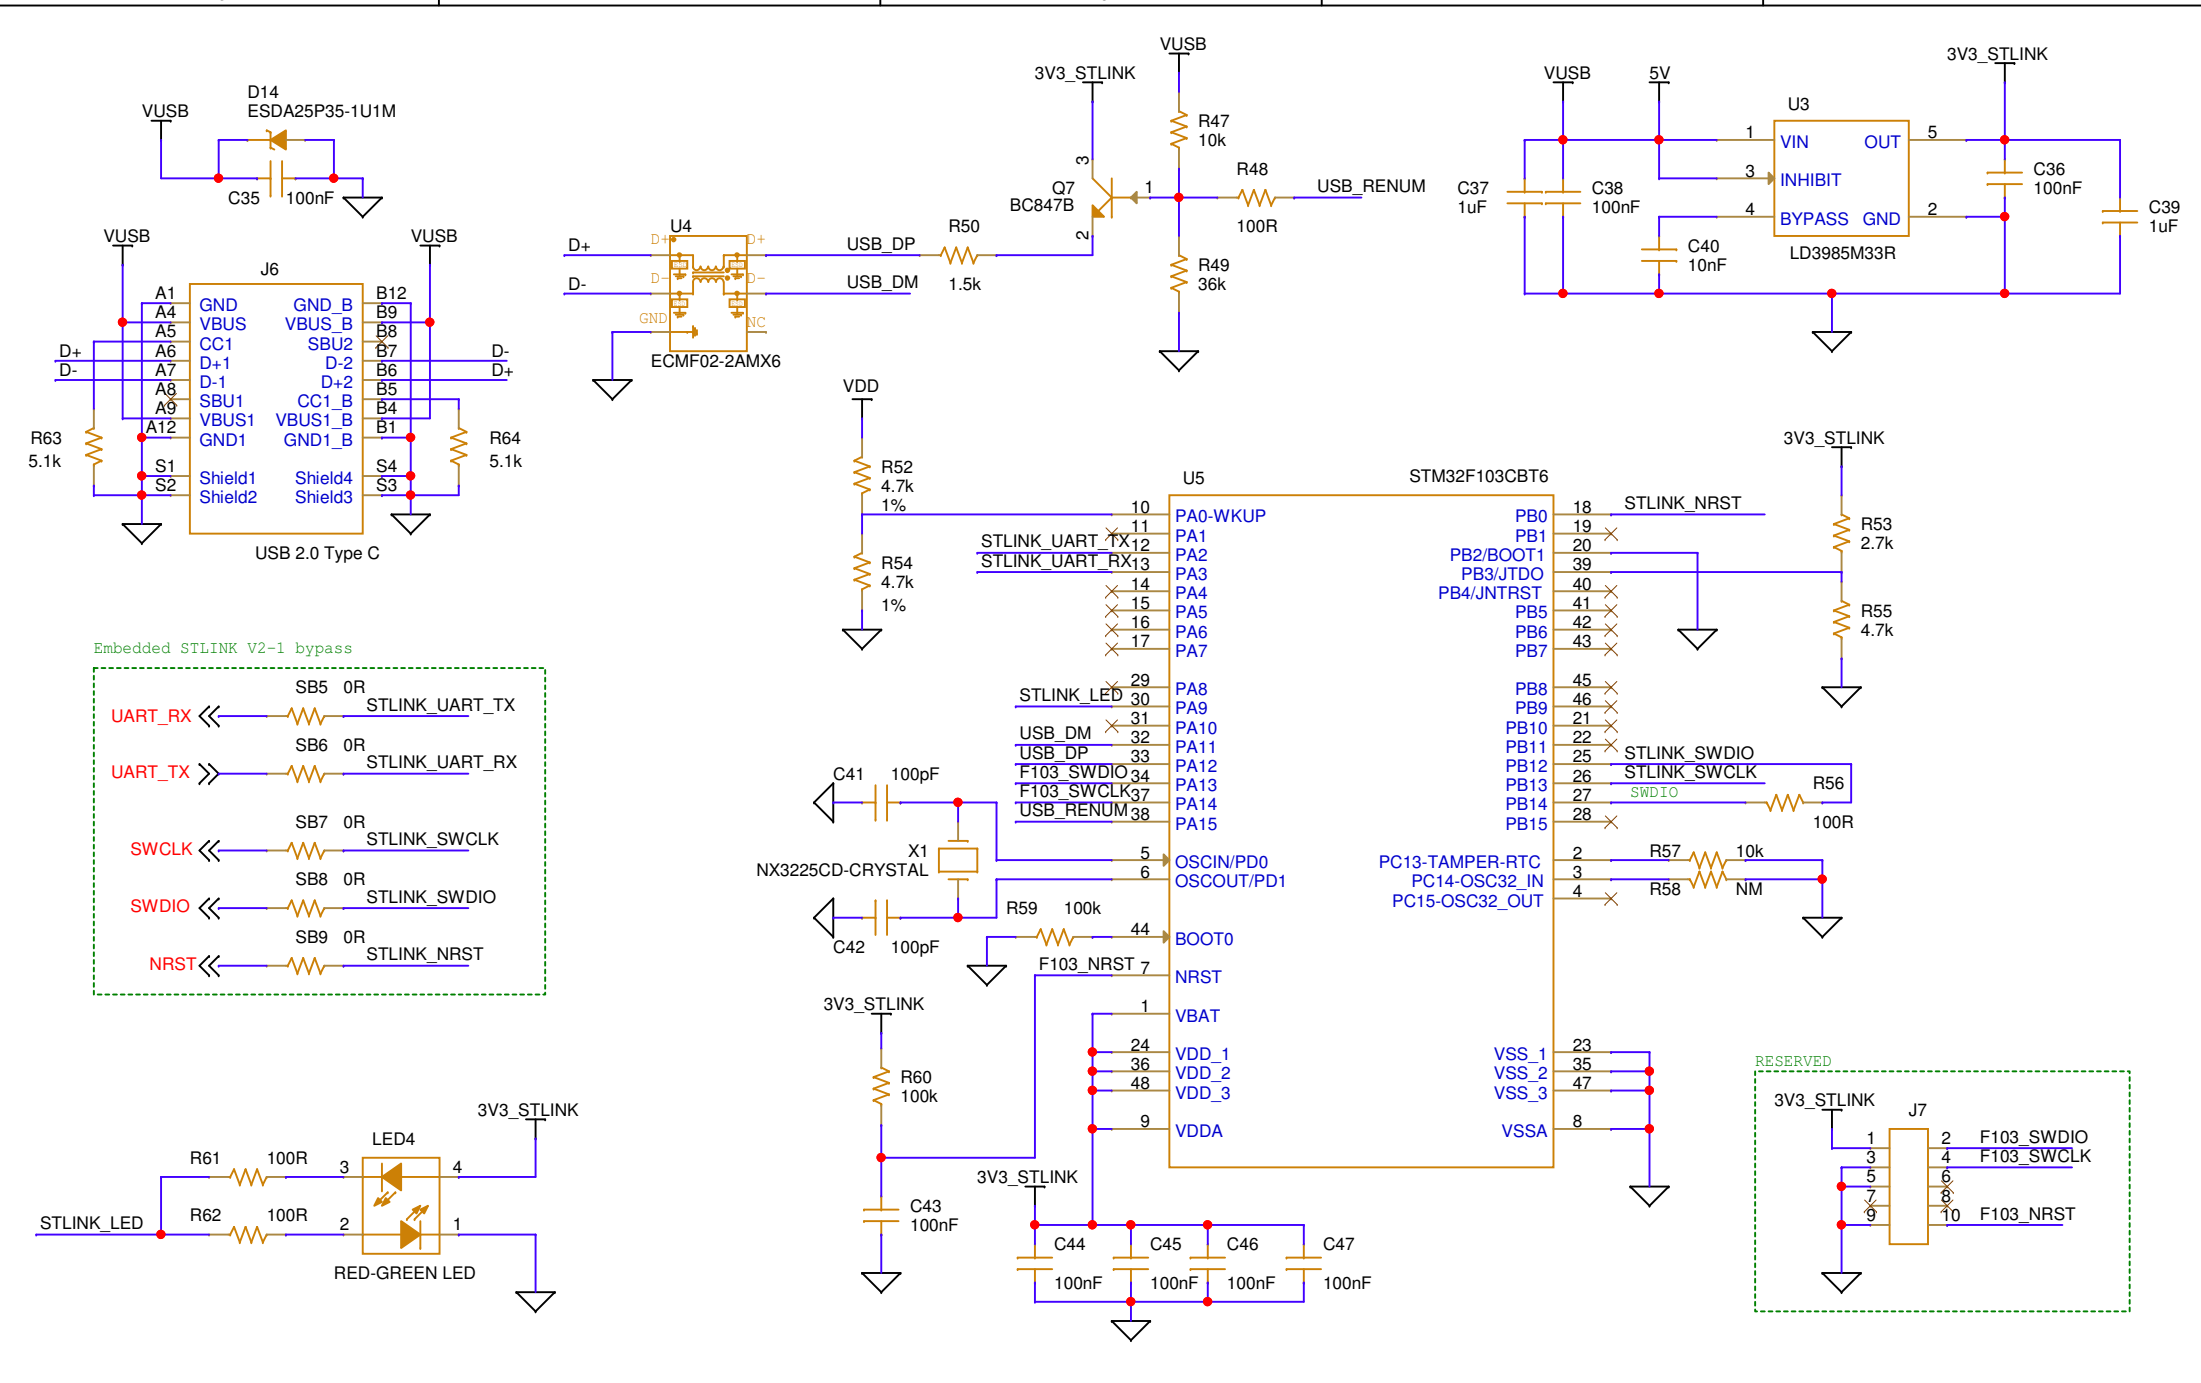 D14
ESDA25P35-1U1M
VUSB
C35
100nF
VUSB
VUSB
J6
A1
A4
A5
A6
A7
A8
A9
A12
S1
S2
GND
VBUS
CC1
D+1
D-1
SBU1
VBUS1
GND1
Shield1
Shield2
GND_B
VBUS_B
SBU2
D-2
D+2
CC1_B
VBUS1_B
GND1_B
Shield4
Shield3
B12
B9
B8
B7
B6
B5
B4
B1
S4
S3
D+
D-
D-
D+
R63
5.1k
R64
5.1k
USB 2.0 Type C
U4
D+
D-
D+
D-
GND
D+
D-
NC
ECMF02-2AMX6
USB_DP
USB_DM
R50
1.5k
3V3_STLINK
3
Q7
BC847B
1
2
VUSB
R47
10k
R48
100R
USB_RENUM
R49
36k
VUSB
5V
3V3_STLINK
U3
1
3
4
VIN
INHIBIT
BYPASS
OUT
GND
5
2
LD3985M33R
C37
1uF
C38
100nF
C40
10nF
C36
100nF
C39
1uF
VDD
R52
4.7k
1%
R54
4.7k
1%
U5
STM32F103CBT6
10
11
STLINK_UART_TX
12
STLINK_UART_RX
13
14
15
16
17
29
STLINK_LED
30
31
USB_DM
32
USB_DP
33
F103_SWDIO
34
F103_SWCLK
37
USB_RENUM
38
5
6
44
F103_NRST
7
1
24
36
48
9
PA0-WKUP
PA1
PA2
PA3
PA4
PA5
PA6
PA7
PA8
PA9
PA10
PA11
PA12
PA13
PA14
PA15
OSCIN/PD0
OSCOUT/PD1
BOOT0
NRST
VBAT
VDD_1
VDD_2
VDD_3
VDDA
PB0
PB1
PB2/BOOT1
PB3/JTDO
PB4/JNTRST
PB5
PB6
PB7
PB8
PB9
PB10
PB11
PB12
PB13
PB14
PB15
PC13-TAMPER-RTC
PC14-OSC32_IN
PC15-OSC32_OUT
VSS_1
VSS_2
VSS_3
VSSA
18
STLINK_NRST
19
20
39
40
41
42
43
45
46
21
22
25
STLINK_SWDIO
26
STLINK_SWCLK
27
SWDIO
28
2
3
4
23
35
47
8
3V3_STLINK
R53
2.7k
R55
4.7k
R56
100R
R57
10k
R58
NM
C41
100pF
X1
NX3225CD-CRYSTAL
C42
100pF
R59
100k
3V3_STLINK
R60
100k
C43
100nF
3V3_STLINK
C44
100nF
C45
100nF
C46
100nF
C47
100nF
Embedded STLINK V2-1 bypass
SB5 0R
UART_RX
STLINK_UART_TX
SB6 0R
UART_TX
STLINK_UART_RX
SB7 0R
SWCLK
STLINK_SWCLK
SB8 0R
SWDIO
STLINK_SWDIO
SB9 0R
NRST
STLINK_NRST
3V3_STLINK
LED4
R61
100R
3
4
R62
100R
2
1
STLINK_LED
RED-GREEN LED
RESERVED
3V3_STLINK
J7
1
3
5
7
9
2
4
6
8
10
F103_SWDIO
F103_SWCLK
F103_NRST